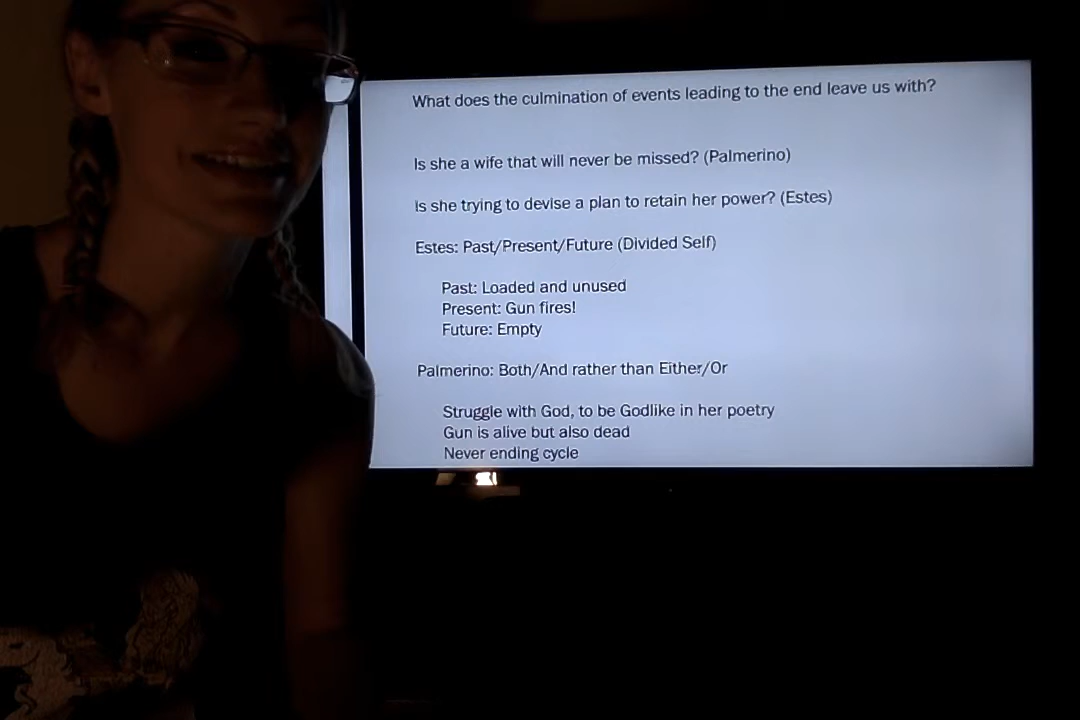 What does the culmination of events leading to the end leave us with?
Is she a wife that will never be missed? (Palmerino)
Is she trying to devise a plan to retain her power? (Estes)
Estes: Past/Present/Future (Divided Self)
Past: Loaded and unused
Present: Gun fires!
Future: Empty
Palmerino: Both/And rather than Either/Or
Struggle with God, to be Godlike in her poetry
Gun is alive but also dead
Never ending cycle